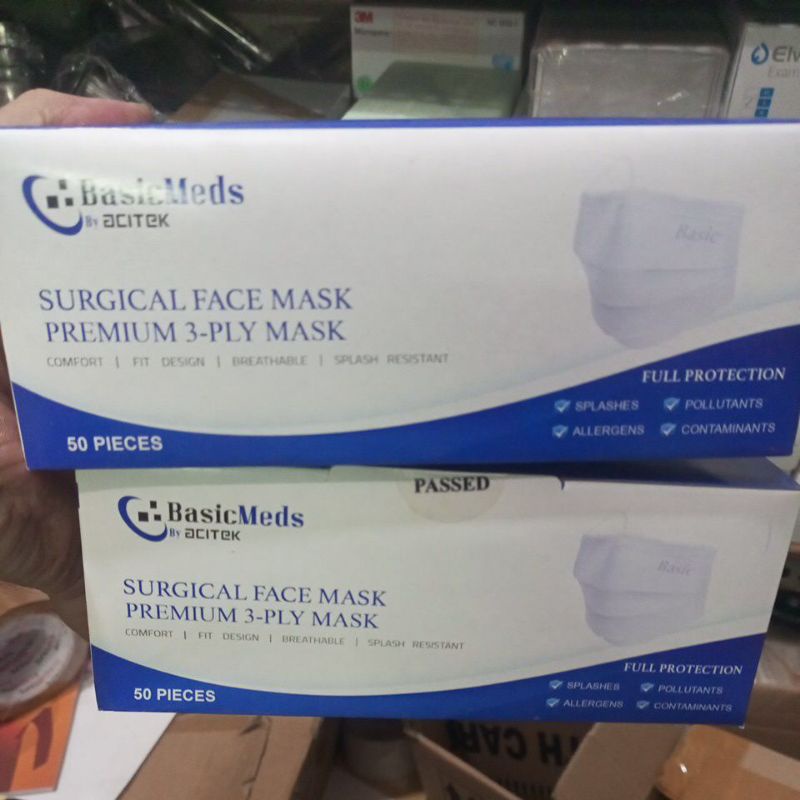 3M
Elv
Exam
BasicMeds
By ACITEK
Basic
SURGICAL FACE MASK
PREMIUM 3-PLY MASK
COMFORT | FIT DESIGN | BREATHABLE | SPLASH RESISTANT
FULL PROTECTION
SPLASHES
POLLUTANTS
ALLERGENS
CONTAMINANTS
50 PIECES
PASSED
BasicMeds
By ACITEK
Basic
SURGICAL FACE MASK
PREMIUM 3-PLY MASK
COMFORT | FIT DESIGN | BREATHABLE | SPLASH RESISTANT
FULL PROTECTION
SPLASHES
POLLUTANTS
ALLERGENS
CONTAMINANTS
50 PIECES